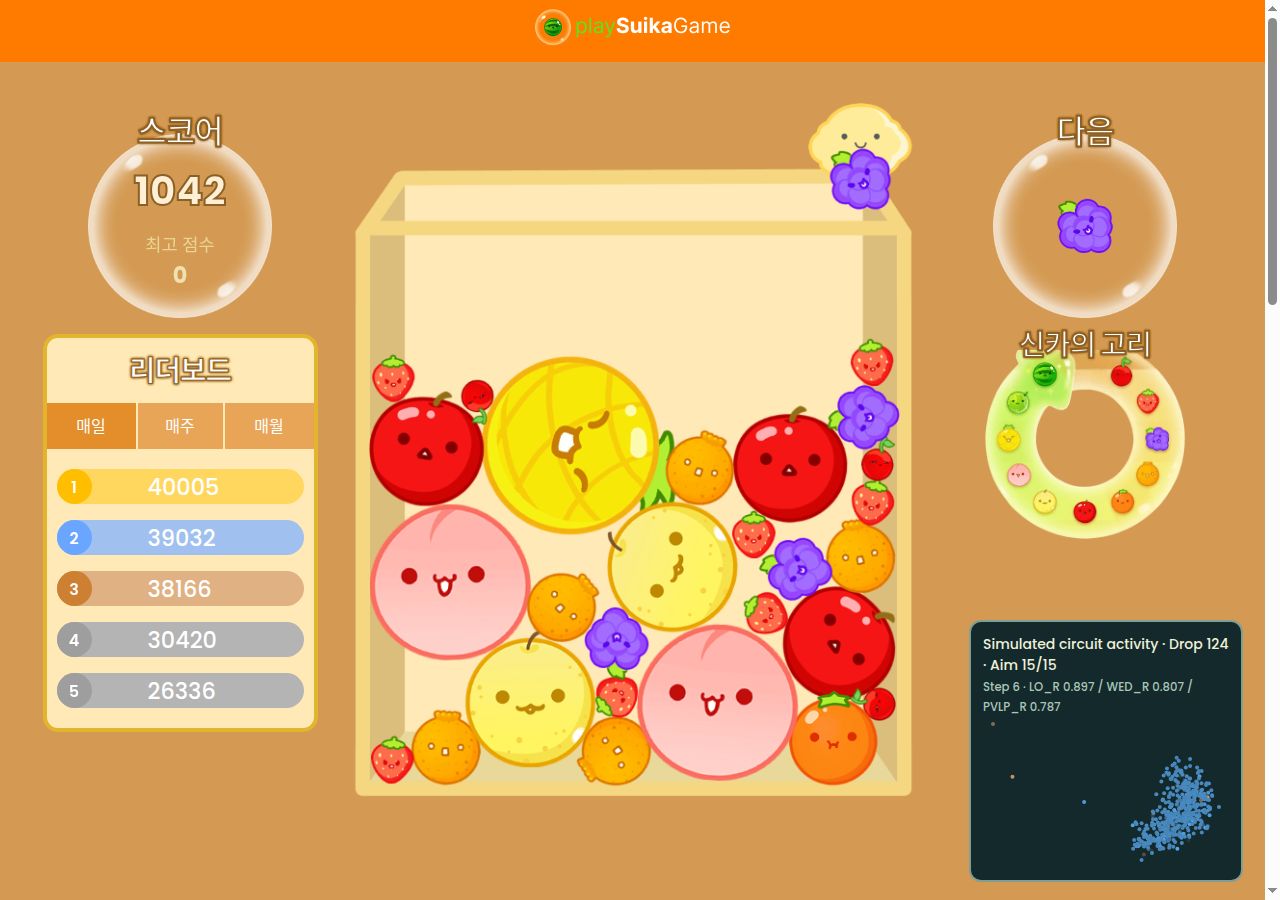 playSuikaGame
스코어
1042
최고 점수
0
리더보드
매일 매주 매월
1 40005
2 39032
3 38166
4 30420
5 26336
다음
신카의 고리
Simulated circuit activity · Drop 124
· Aim 15/15
Step 6 · LO_R 0.897 / WED_R 0.807 /
PVLP_R 0.787